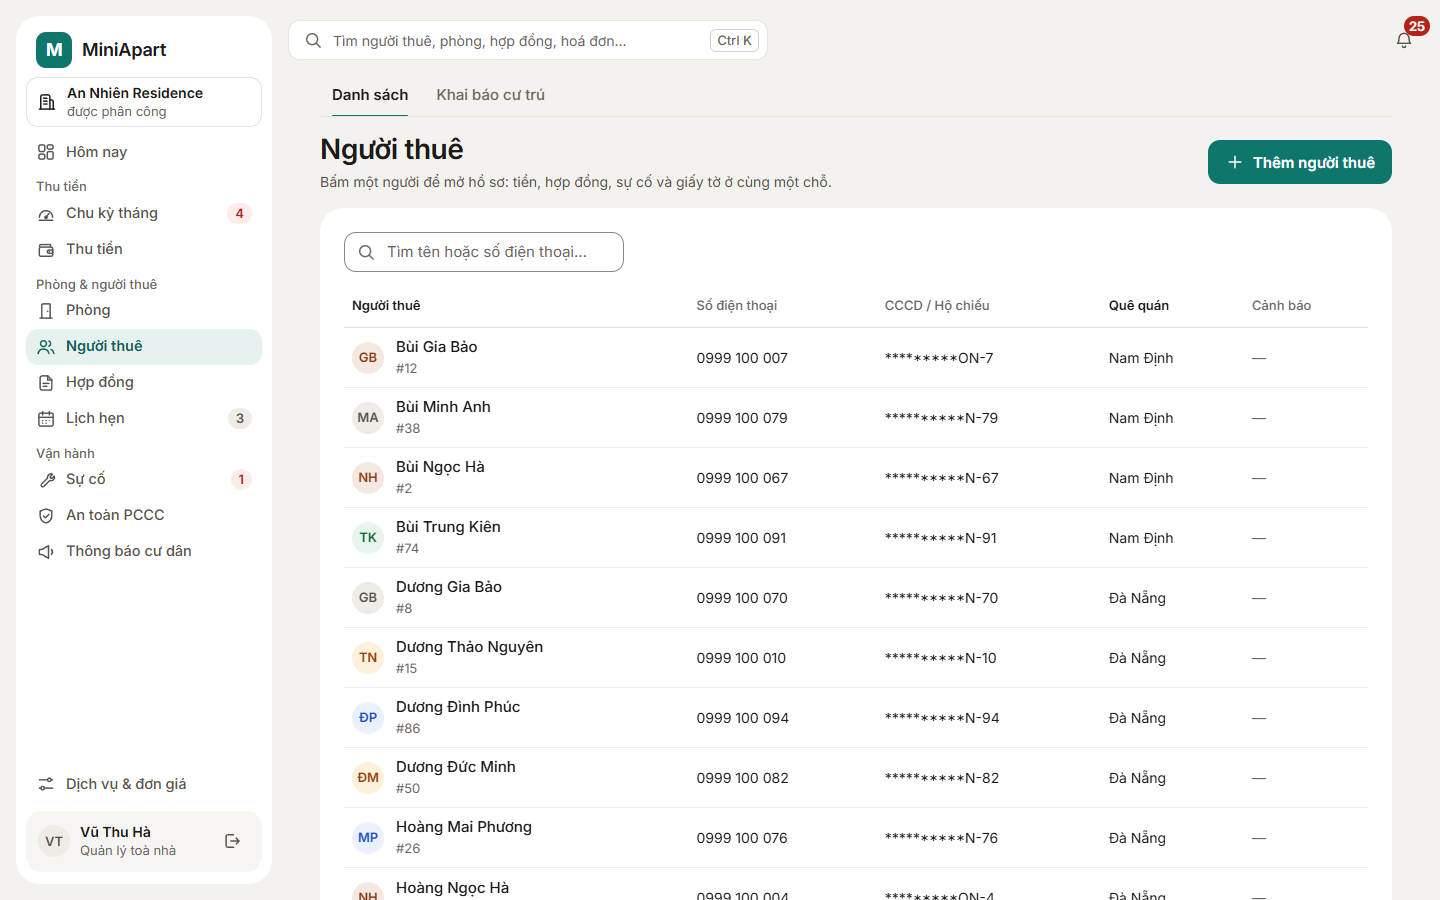 M MiniApart
An Nhiên Residence
được phân công
Hôm nay
Thu tiền
Chu kỳ tháng 4
Thu tiền
Phòng & người thuê
Phòng
Người thuê
Hợp đồng
Lịch hẹn 3
Vận hành
Sự cố 1
An toàn PCCC
Thông báo cư dân
Dịch vụ & đơn giá
VT Vũ Thu Hà
Quản lý toà nhà
Tìm người thuê, phòng, hợp đồng, hoá đơn... Ctrl K
25
Danh sách Khai báo cư trú
Người thuê
Bấm một người để mở hồ sơ: tiền, hợp đồng, sự cố và giấy tờ ở cùng một chỗ.
+ Thêm người thuê
Tìm tên hoặc số điện thoại...
Người thuê Số điện thoại CCCD / Hộ chiếu Quê quán Cảnh báo
GB Bùi Gia Bảo 0999 100 007 *********ON-7 Nam Định —
#12
MA Bùi Minh Anh 0999 100 079 **********N-79 Nam Định —
#38
NH Bùi Ngọc Hà 0999 100 067 **********N-67 Nam Định —
#2
TK Bùi Trung Kiên 0999 100 091 **********N-91 Nam Định —
#74
GB Dương Gia Bảo 0999 100 070 **********N-70 Đà Nẵng —
#8
TN Dương Thảo Nguyên 0999 100 010 **********N-10 Đà Nẵng —
#15
ĐP Dương Đình Phúc 0999 100 094 **********N-94 Đà Nẵng —
#86
ĐM Dương Đức Minh 0999 100 082 **********N-82 Đà Nẵng —
#50
MP Hoàng Mai Phương 0999 100 076 **********N-76 Đà Nẵng —
#26
NH Hoàng Ngọc Hà 0999 100 004 *********ON-4 Đà Nẵng —